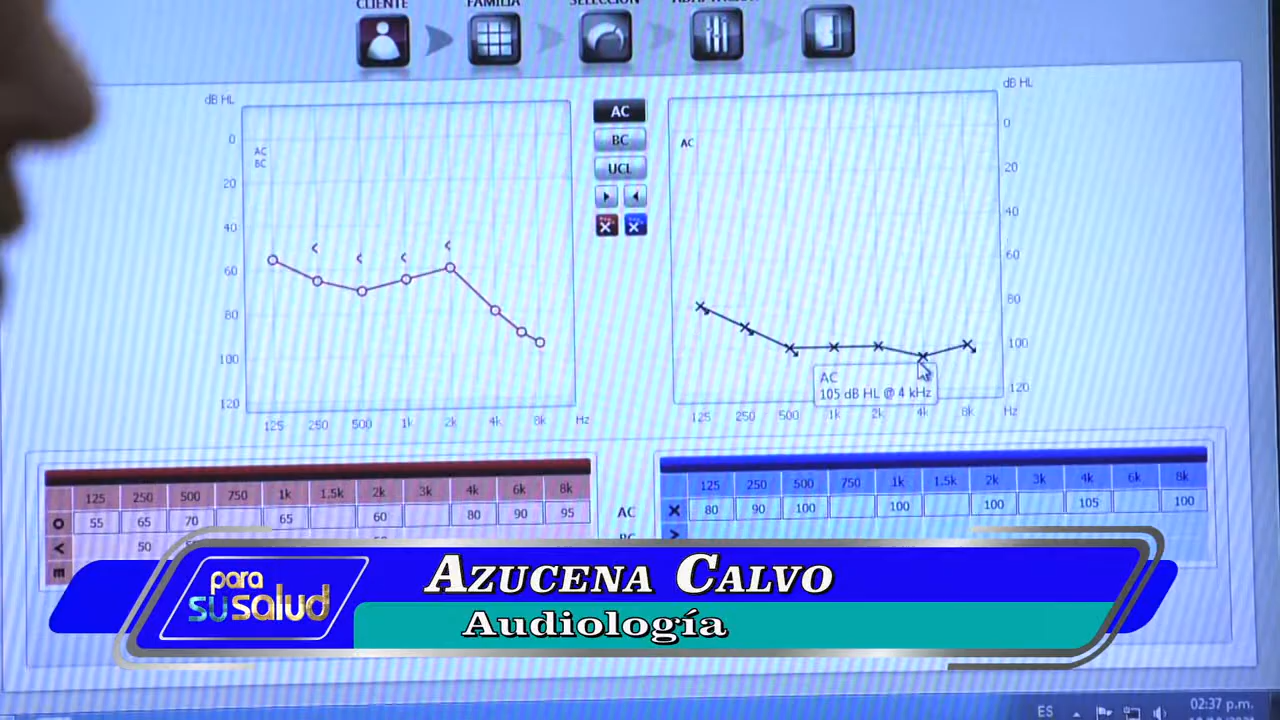 CLIENTE FAMILIA SELECCIÓN
dB HL
0
20
40
60
80
100
120
AC
BC
125 250 500 1k 2k 4k 8k Hz
AC
BC
UCL
dB HL
0
20
40
60
80
100
120
AC
AC
105 dB HL @ 4 kHz
125 250 500 1k 2k 4k 8k Hz
125 250 500 750 1k 1.5k 2k 3k 4k 6k 8k
O 55 65 70 65 60 80 90 95
< 50
AC
BC
125 250 500 750 1k 1.5k 2k 3k 4k 6k 8k
X 80 90 100 100 100 105 100
>
para
su salud
AZUCENA CALVO
Audiología
ES
02:37 p.m.